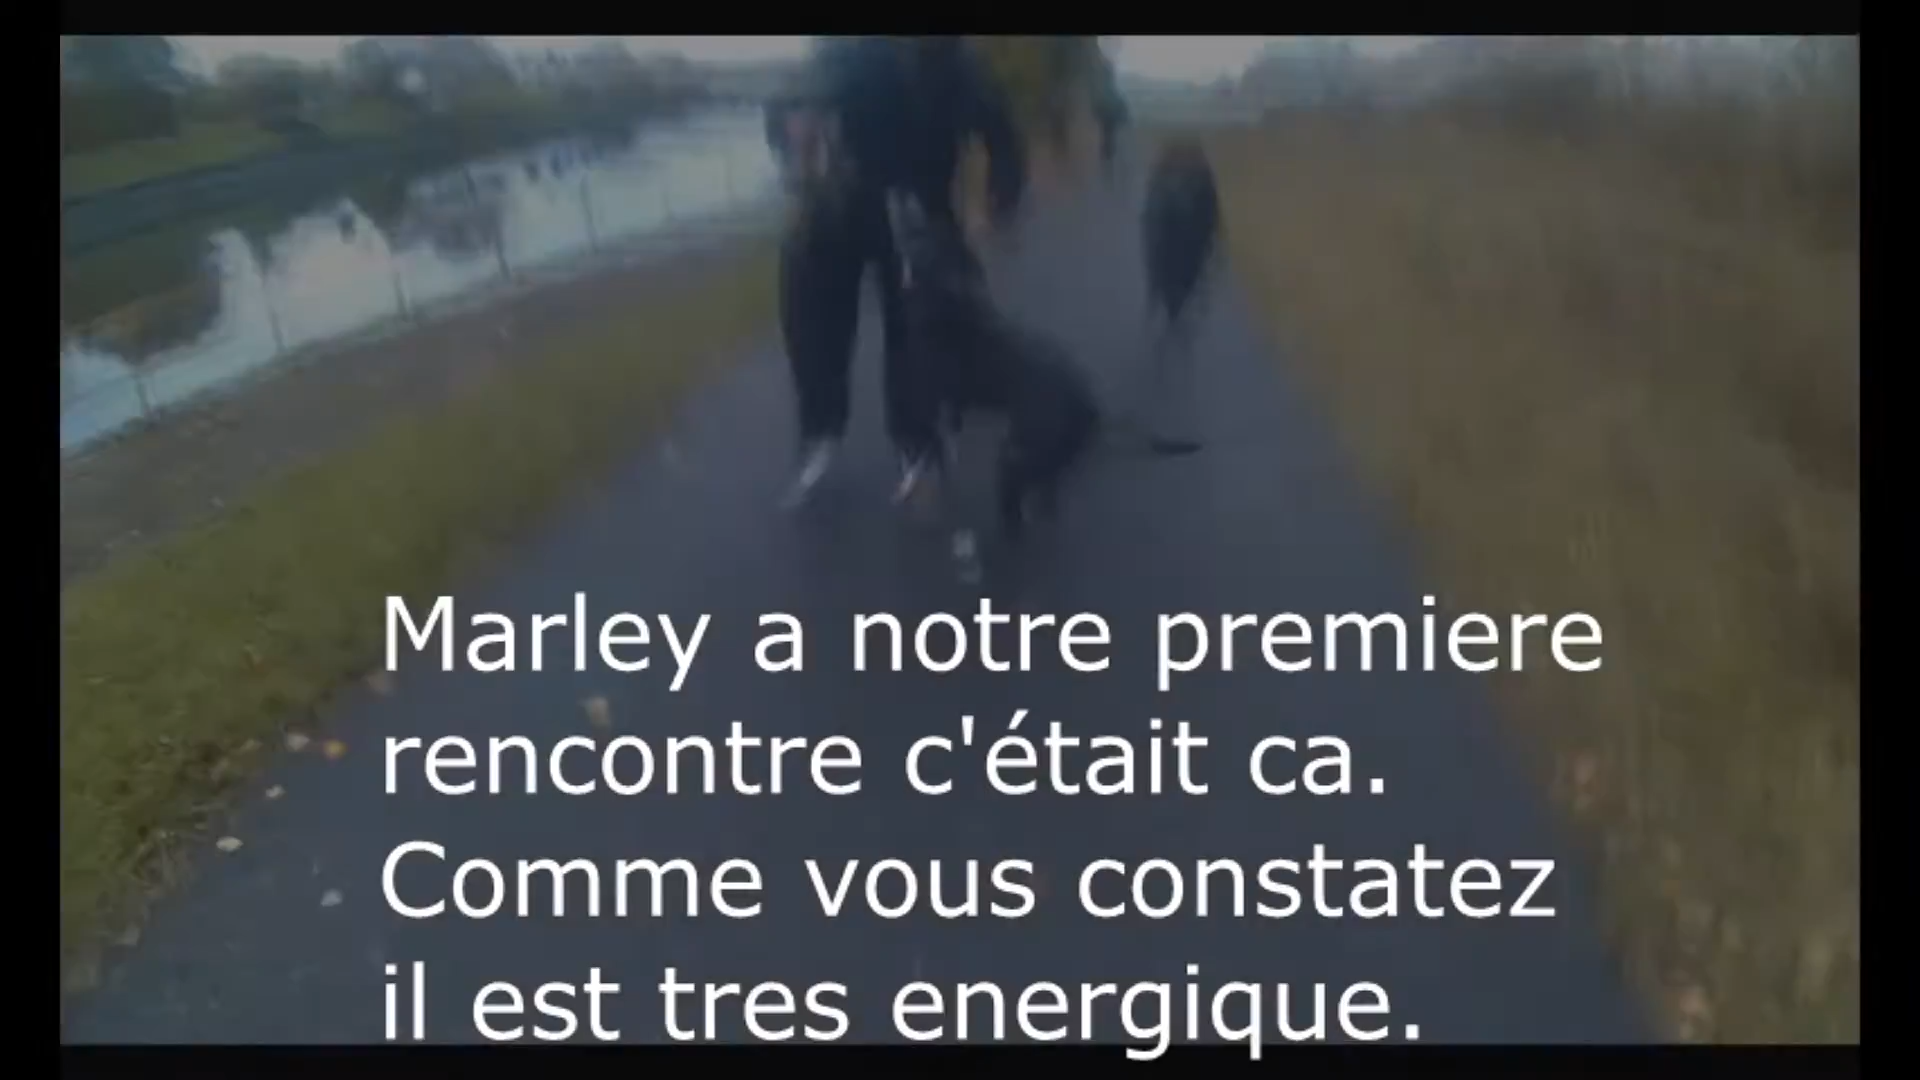 Marley a notre premiere
rencontre c'était ca.
Comme vous constatez
il est tres energique.